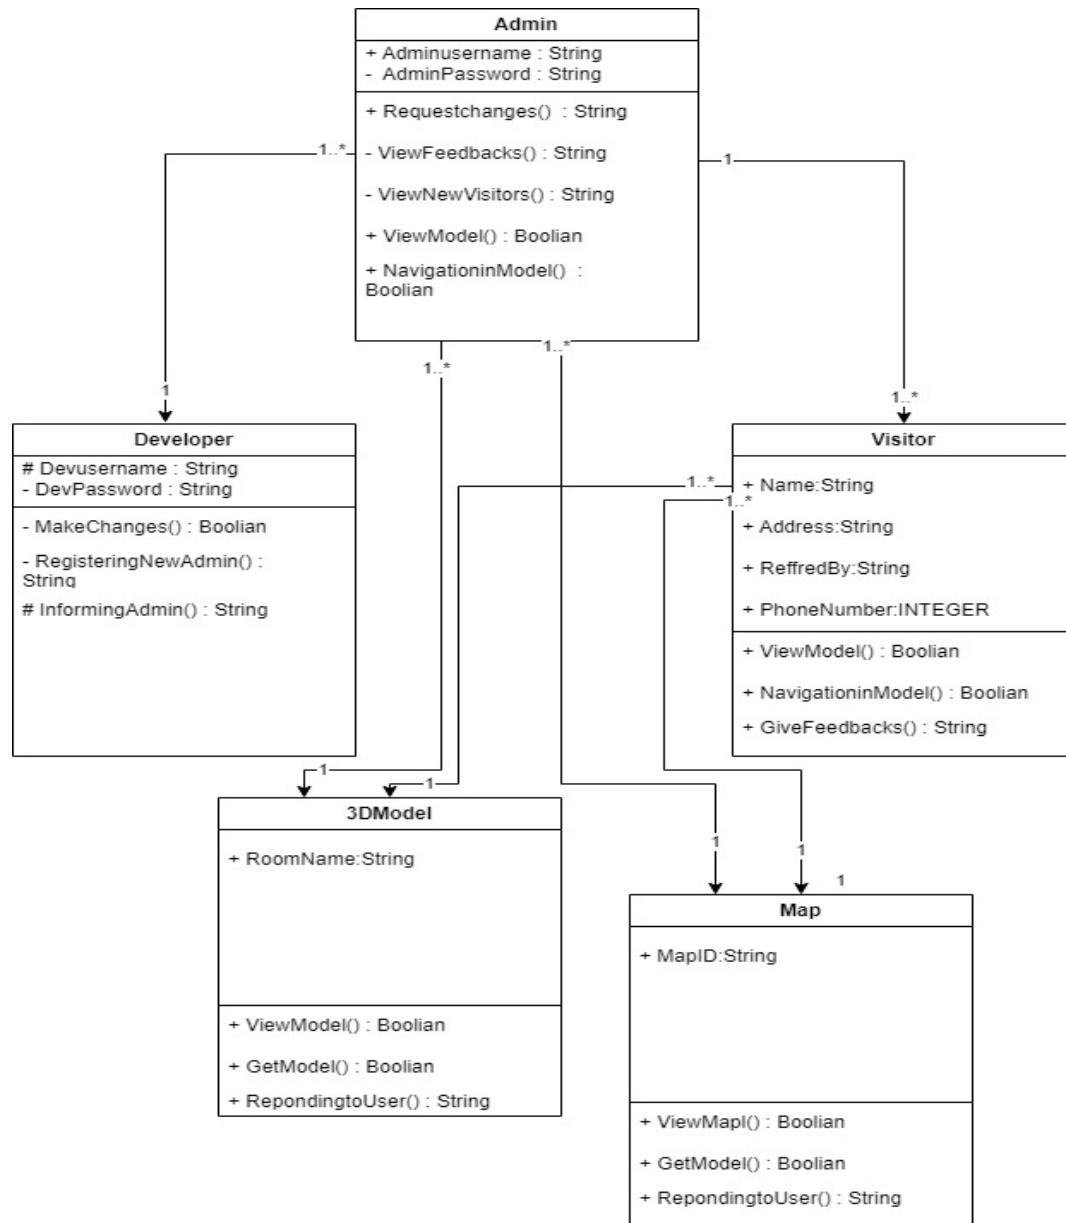 Admin
+ Adminusername : String
- AdminPassword : String
+ Requestchanges() : String
- ViewFeedbacks() : String
- ViewNewVisitors() : String
+ ViewModel() : Boolian
+ NavigationinModel() :
Boolian
1..*
1
1..*
1..*
1
1..*
Developer
# Devusername : String
- DevPassword : String
- MakeChanges() : Boolian
- RegisteringNewAdmin() :
String
# InformingAdmin() : String
Visitor
+ Name:String
+ Address:String
+ ReffredBy:String
+ PhoneNumber:INTEGER
+ ViewModel() : Boolian
+ NavigationinModel() : Boolian
+ GiveFeedbacks() : String
1..*
1..*
1
1
3DModel
+ RoomName:String
+ ViewModel() : Boolian
+ GetModel() : Boolian
+ RepondingtoUser() : String
1
1
1
Map
+ MapID:String
+ ViewMapl() : Boolian
+ GetModel() : Boolian
+ RepondingtoUser() : String